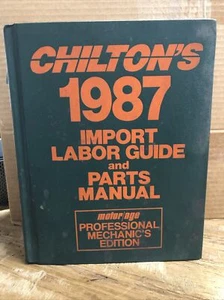 CHILTON'S
1987
IMPORT
LABOR GUIDE
and
PARTS
MANUAL
motor/age
PROFESSIONAL
MECHANIC'S
EDITION